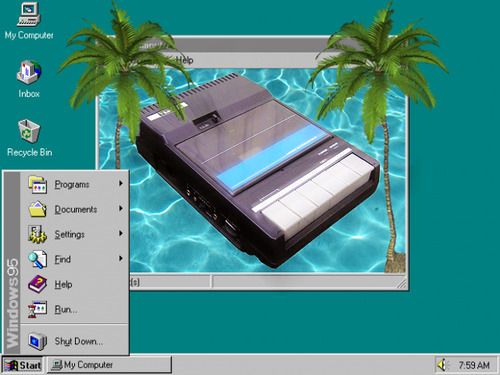 My Computer
Help
Inbox
Recycle Bin
Programs
Documents
Settings
Find
Help
Run...
Shut Down...
Windows95
(s)
Start
My Computer
7:59 AM